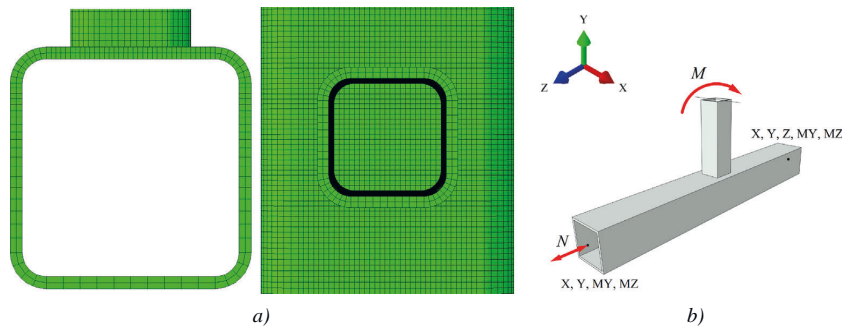 Y
Z
X
M
X, Y, Z, MY, MZ
N
X, Y, MY, MZ
a)
b)